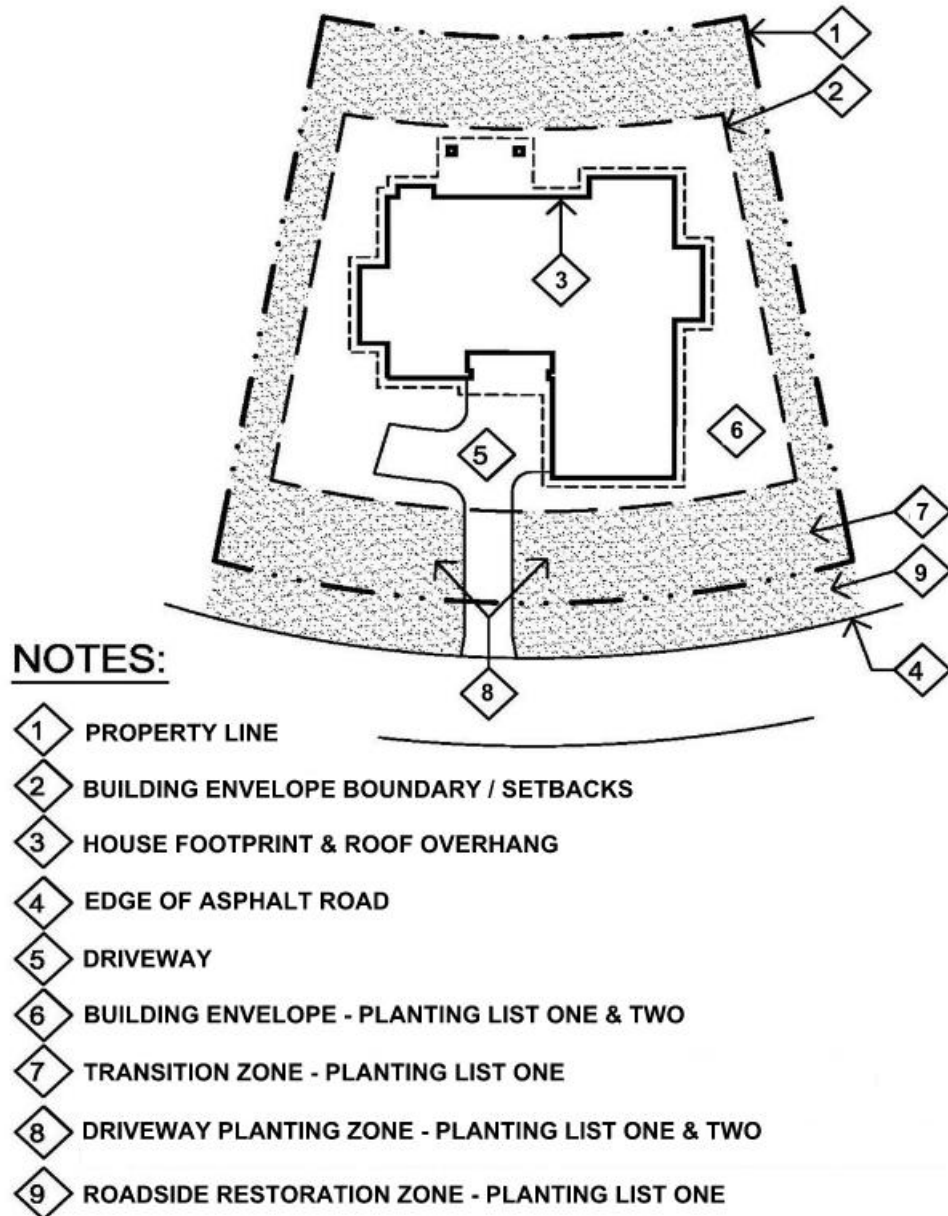 1
2
3
6
5
7
9
4
8
NOTES:
1 PROPERTY LINE
2 BUILDING ENVELOPE BOUNDARY / SETBACKS
3 HOUSE FOOTPRINT & ROOF OVERHANG
4 EDGE OF ASPHALT ROAD
5 DRIVEWAY
6 BUILDING ENVELOPE - PLANTING LIST ONE & TWO
7 TRANSITION ZONE - PLANTING LIST ONE
8 DRIVEWAY PLANTING ZONE - PLANTING LIST ONE & TWO
9 ROADSIDE RESTORATION ZONE - PLANTING LIST ONE